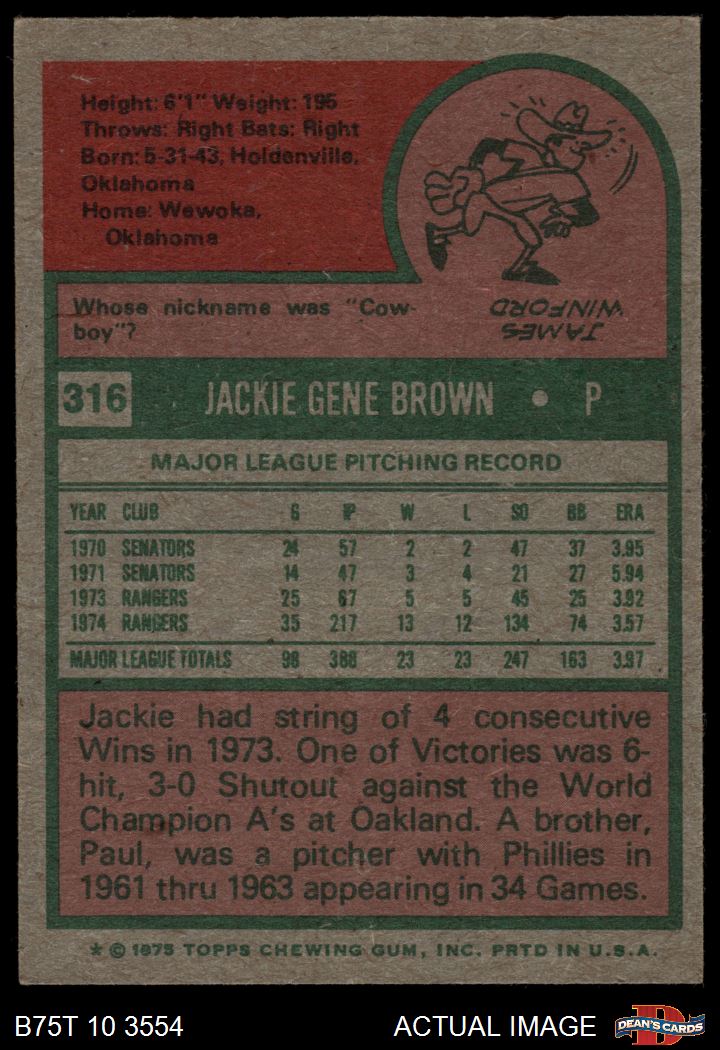 Height: 6'1" Weight: 195
Throws: Right Bats: Right
Born: 5-31-43, Holdenville,
Oklahoma
Home: Wewoka,
Oklahoma
Whose nickname was "Cow-
boy"?
JAMES
WINFORD
316 JACKIE GENE BROWN • P
MAJOR LEAGUE PITCHING RECORD
YEAR CLUB G IP W L SO BB ERA
1970 SENATORS 24 57 2 2 47 37 3.95
1971 SENATORS 14 47 3 4 21 27 5.94
1973 RANGERS 25 67 5 5 45 25 3.92
1974 RANGERS 35 217 13 12 134 74 3.57
MAJOR LEAGUE TOTALS 98 388 23 23 247 163 3.97
Jackie had string of 4 consecutive
Wins in 1973. One of Victories was 6-
hit, 3-0 Shutout against the World
Champion A's at Oakland. A brother,
Paul, was a pitcher with Phillies in
1961 thru 1963 appearing in 34 Games.
* © 1975 TOPPS CHEWING GUM, INC. PRTD IN U.S.A.
B75T 10 3554 ACTUAL IMAGE
DEAN'S CARDS